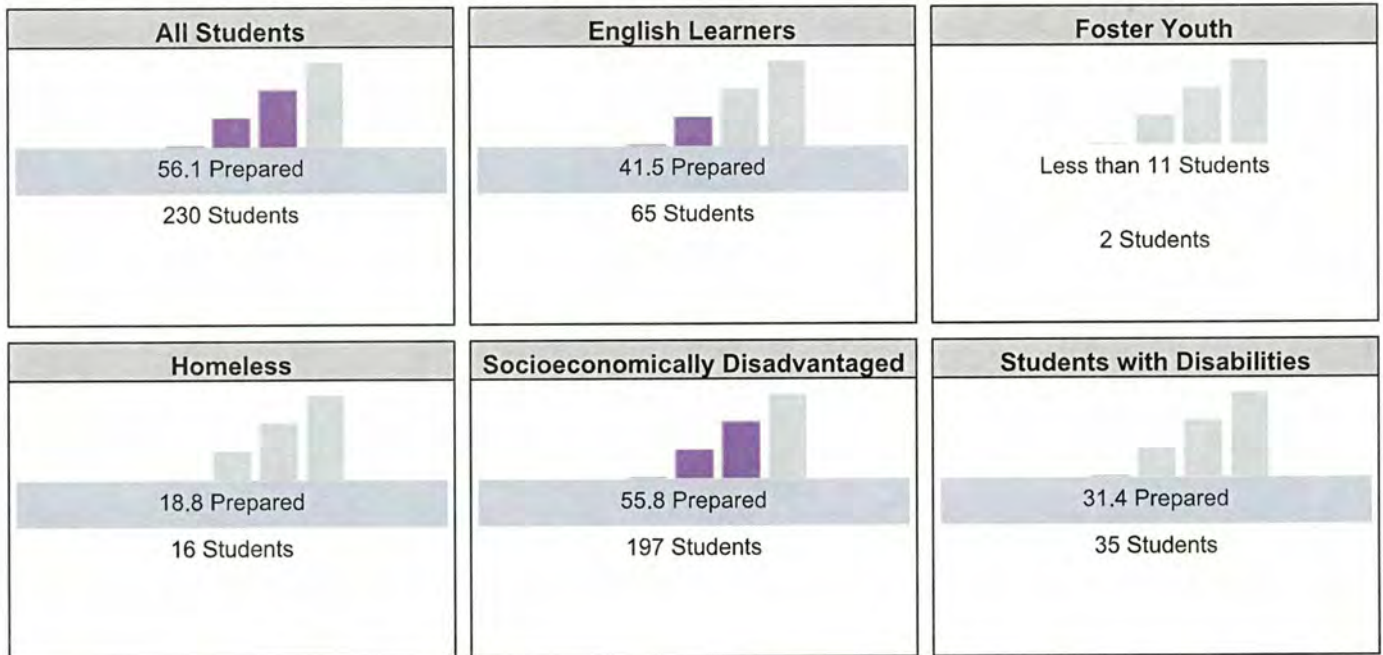 All Students
56.1 Prepared
230 Students
English Learners
41.5 Prepared
65 Students
Foster Youth
Less than 11 Students
2 Students
Homeless
18.8 Prepared
16 Students
Socioeconomically Disadvantaged
55.8 Prepared
197 Students
Students with Disabilities
31.4 Prepared
35 Students